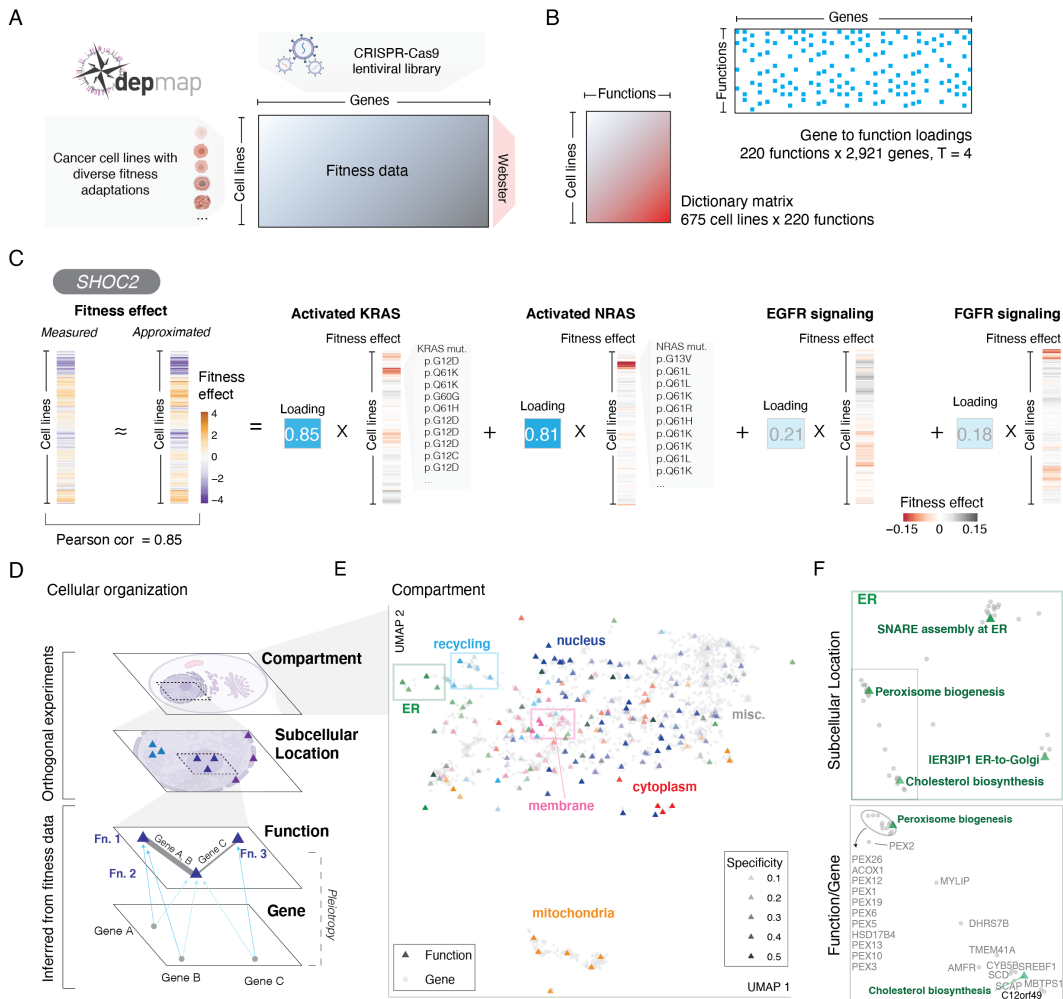 A
depmap
CRISPR-Cas9
lentiviral library
Genes
Cancer cell lines with
diverse fitness
adaptations
...
Cell lines
Fitness data
Webster
B
Genes
Functions
Gene to function loadings
220 functions x 2,921 genes, T = 4
Functions
Cell lines
Dictionary matrix
675 cell lines x 220 functions
C
SHOC2
Fitness effect
Measured
Approximated
Cell lines
≈
Cell lines
Fitness
effect
4
2
0
−2
−4
Pearson cor = 0.85
=
Activated KRAS
Fitness effect
Loading
0.85
X
Cell lines
KRAS mut.
p.G12D
p.Q61K
p.Q61K
p.G60G
p.Q61H
p.G12D
p.G12D
p.G12D
p.G12C
p.G12D
...
+
Activated NRAS
Fitness effect
Loading
0.81
X
Cell lines
NRAS mut.
p.G13V
p.Q61L
p.Q61L
p.Q61K
p.Q61R
p.Q61H
p.Q61K
p.Q61K
p.Q61L
p.Q61K
...
+
EGFR signaling
Fitness effect
Loading
0.21
X
Cell lines
+
FGFR signaling
Fitness effect
Loading
0.18
X
Cell lines
Fitness effect
−0.15 0 0.15
D
Cellular organization
Orthogonal experiments
Compartment
Subcellular
Location
Inferrred from fitness data
Function
Fn. 1
Gene A, B
Gene C
Fn. 3
Fn. 2
Gene
Gene A
Gene B
Gene C
Pleiotropy
E
Compartment
UMAP 2
recycling
nucleus
ER
misc.
membrane
cytoplasm
mitochondria
Specificity
0.1
0.2
0.3
0.4
0.5
Function
Gene
UMAP 1
F
Subcellular Location
ER
SNARE assembly at ER
Peroxisome biogenesis
IER3IP1 ER-to-Golgi
Cholesterol biosynthesis
Function/Gene
Peroxisome biogenesis
PEX2
PEX26
ACOX1
PEX12
PEX1
PEX19
PEX6
PEX5
HSD17B4
PEX13
PEX10
PEX3
MYLIP
DHRS7B
TMEM41A
AMFR
CYB5B
SREBF1
SCD
SCAP
MBTPS1
Cholesterol biosynthesis
C12orf49